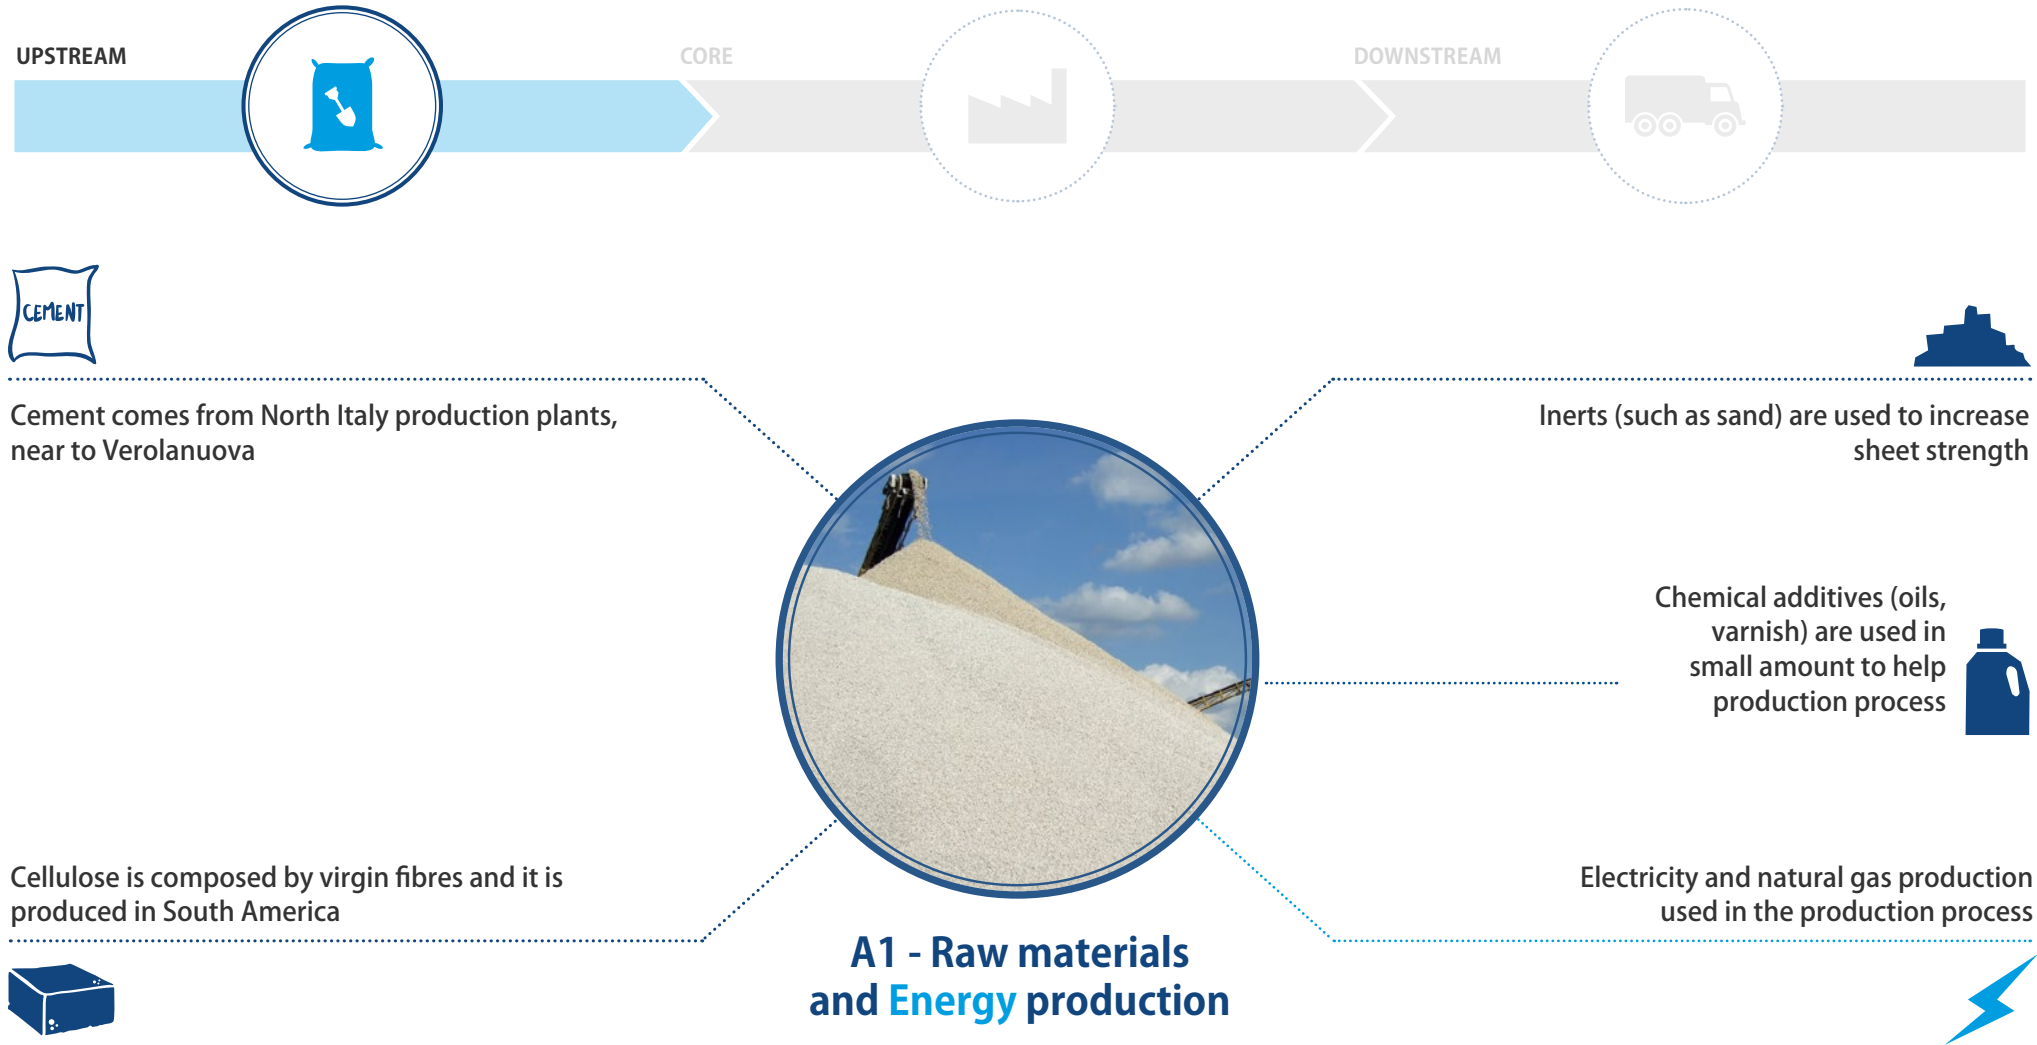 UPSTREAM
CORE
DOWNSTREAM
CEMENT
Cement comes from North Italy production plants,
near to Verolanuova
Inerts (such as sand) are used to increase
sheet strength
Chemical additives (oils,
varnish) are used in
small amount to help
production process
Cellulose is composed by virgin fibres and it is
produced in South America
Electricity and natural gas production
used in the production process
A1 - Raw materials
and Energy production